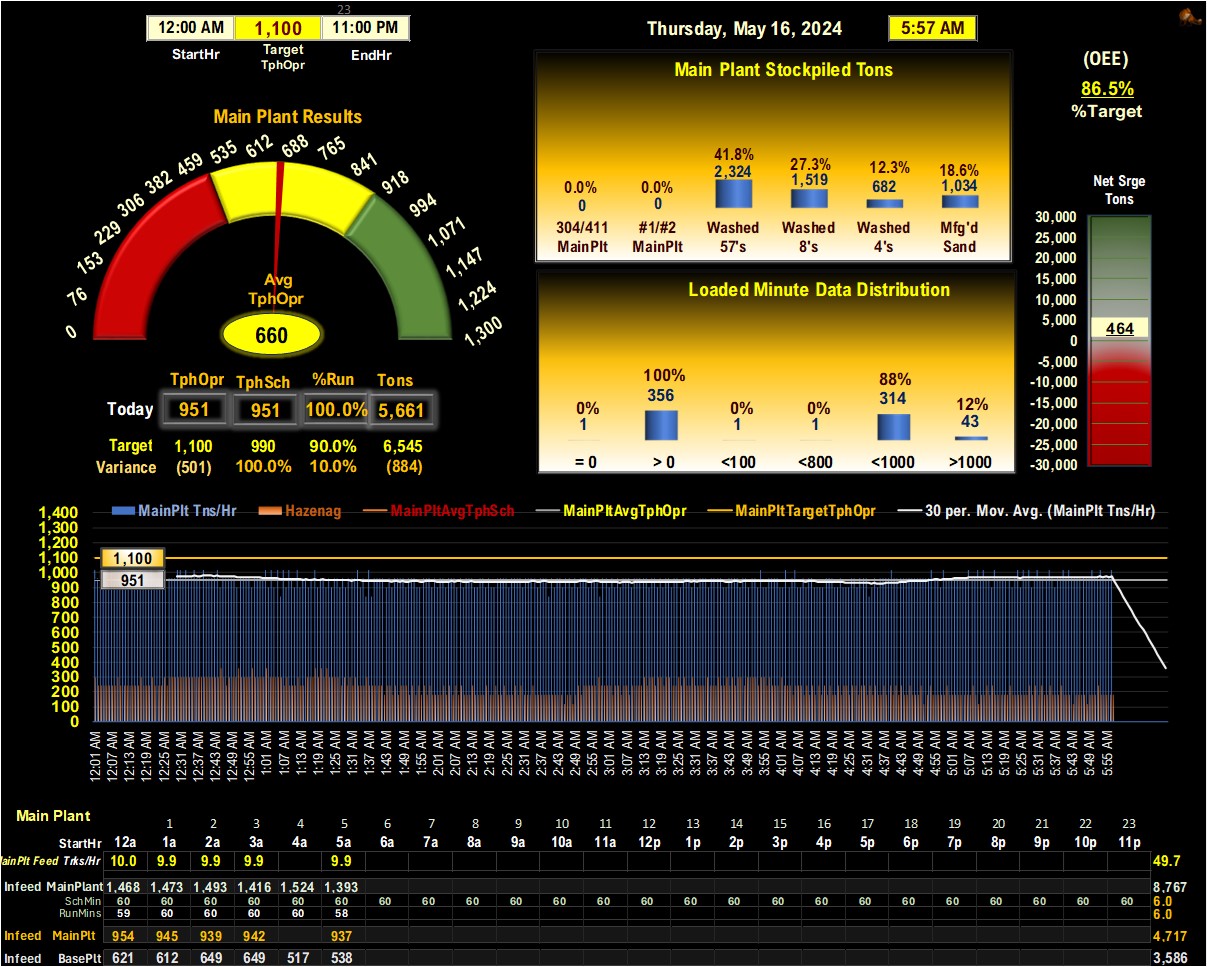 23
12:00 AM 1,100 11:00 PM
StartHr Target TphOpr EndHr
Thursday, May 16, 2024 5:57 AM
(OEE)
86.5%
%Target
Main Plant Results
0 76 153 229 306 382 459 535 612 688 765 841 918 994 1,071 1,147 1,224 1,300
Avg
TphOpr
660
TphOpr TphSch %Run Tons
Today 951 951 100.0% 5,661
Target 1,100 990 90.0% 6,545
Variance (501) 100.0% 10.0% (884)
Main Plant Stockpiled Tons
0.0% 0.0% 41.8% 27.3% 12.3% 18.6%
0 0 2,324 1,519 682 1,034
304/411 #1/#2 Washed Washed Washed Mfg'd
MainPlt MainPlt 57's 8's 4's Sand
Loaded Minute Data Distribution
0% 100% 0% 0% 88% 12%
1 356 1 1 314 43
= 0 > 0 <100 <800 <1000 >1000
Net Srge
Tons
30,000
25,000
20,000
15,000
10,000
5,000
464
0
-5,000
-10,000
-15,000
-20,000
-25,000
-30,000
MainPlt Tns/Hr Hazenag MainPltAvgTphSch MainPltAvgTphOpr MainPltTargetTphOpr 30 per. Mov. Avg. (MainPlt Tns/Hr)
1,400
1,300
1,200
1,100
1,000
900
800
700
600
500
400
300
200
100
0
1,100
951
12:01 AM 12:07 AM 12:13 AM 12:19 AM 12:25 AM 12:31 AM 12:37 AM 12:43 AM 12:49 AM 12:55 AM 1:01 AM 1:07 AM 1:13 AM 1:19 AM 1:25 AM 1:31 AM 1:37 AM 1:43 AM 1:49 AM 1:55 AM 2:01 AM 2:07 AM 2:13 AM 2:19 AM 2:25 AM 2:31 AM 2:37 AM 2:43 AM 2:49 AM 2:55 AM 3:01 AM 3:07 AM 3:13 AM 3:19 AM 3:25 AM 3:31 AM 3:37 AM 3:43 AM 3:49 AM 3:55 AM 4:01 AM 4:07 AM 4:13 AM 4:19 AM 4:25 AM 4:31 AM 4:37 AM 4:43 AM 4:49 AM 4:55 AM 5:01 AM 5:07 AM 5:13 AM 5:19 AM 5:25 AM 5:31 AM 5:37 AM 5:43 AM 5:49 AM 5:55 AM
Main Plant
1 2 3 4 5 6 7 8 9 10 11 12 13 14 15 16 17 18 19 20 21 22 23
StartHr 12a 1a 2a 3a 4a 5a 6a 7a 8a 9a 10a 11a 12p 1p 2p 3p 4p 5p 6p 7p 8p 9p 10p 11p
ainPlt Feed Trks/Hr 10.0 9.9 9.9 9.9 9.9 49.7
Infeed MainPlant 1,468 1,473 1,493 1,416 1,524 1,393 8,767
SchMin 60 60 60 60 60 60 60 60 60 60 60 60 60 60 60 60 60 60 60 60 60 60 60 60 6.0
RunMins 59 60 60 60 60 58 6.0
Infeed MainPlt 954 945 939 942 937 4,717
Infeed BasePlt 621 612 649 649 517 538 3,586